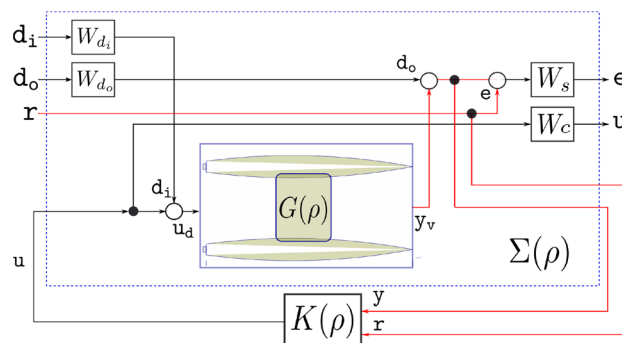 d_i
W_{d_i}
d_o
W_{d_o}
d_o
e
W_s
e
r
W_c
u
d_i
u_d
G(ρ)
y_v
Σ(ρ)
u
K(ρ)
y
r